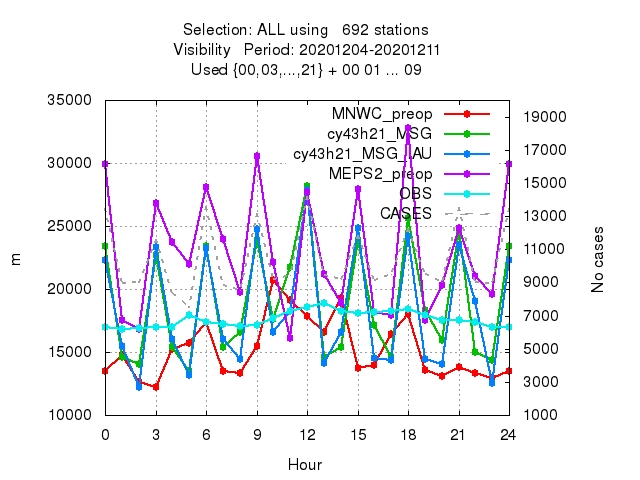 Selection: ALL using   692 stations
Visibility   Period: 20201204-20201211
Used {00,03,...,21} + 00 01 ... 09
35000
30000
25000
20000
15000
10000
m
MNWC_preop
cy43h21_MSG
cy43h21_MSG_IAU
MEPS2_preop
OBS
CASES
19000
17000
15000
13000
11000
9000
7000
5000
3000
1000
No cases
0 3 6 9 12 15 18 21 24
Hour